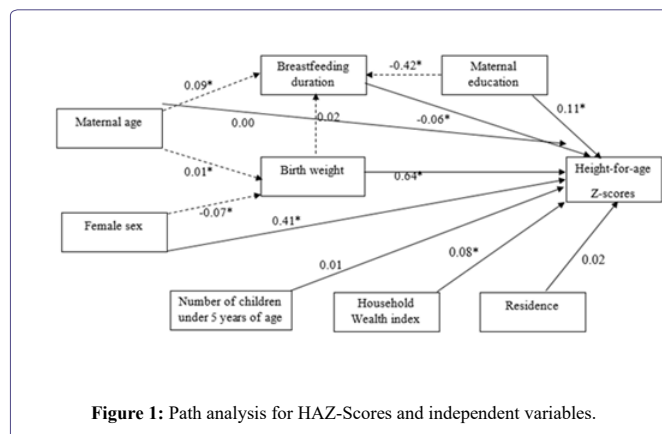 Breastfeeding
duration
-0.42*
Maternal
education
0.09*
Maternal age
0.00
0.02
-0.06*
0.11*
0.01*
Birth weight
0.64*
Height-for-age
Z-scores
-0.07*
Female sex
0.41*
0.01
0.08*
0.02
Number of children
under 5 years of age
Household
Wealth index
Residence
Figure 1: Path analysis for HAZ-Scores and independent variables.